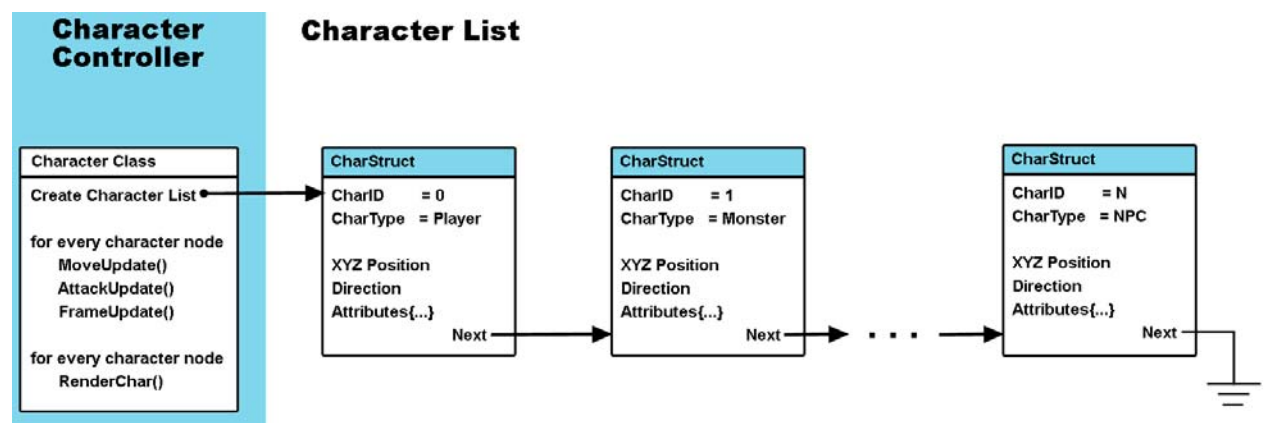 Character
Controller
Character List
Character Class
Create Character List
for every character node
MoveUpdate()
AttackUpdate()
FrameUpdate()
for every character node
RenderChar()
CharStruct
CharID = 0
CharType = Player
XYZ Position
Direction
Attributes{...}
Next
CharStruct
CharID = 1
CharType = Monster
XYZ Position
Direction
Attributes{...}
Next
. . .
CharStruct
CharID = N
CharType = NPC
XYZ Position
Direction
Attributes{...}
Next